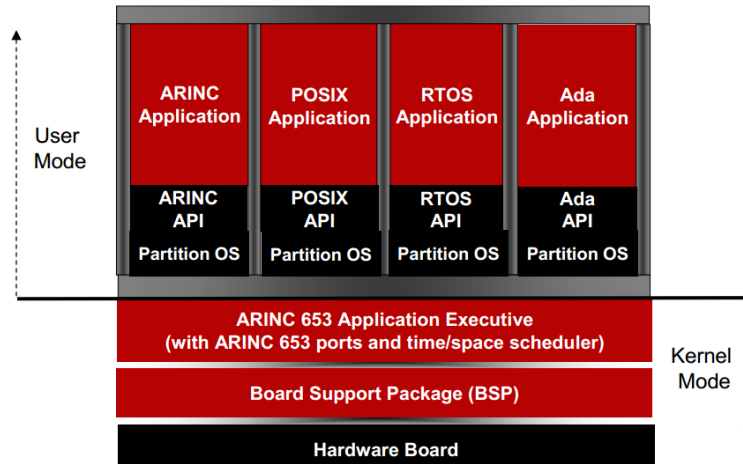 ARINC
Application
POSIX
Application
RTOS
Application
Ada
Application
User
Mode
ARINC
API
POSIX
API
RTOS
API
Ada
API
Partition OS
Partition OS
Partition OS
Partition OS
ARINC 653 Application Executive
(with ARINC 653 ports and time/space scheduler)
Kernel
Mode
Board Support Package (BSP)
Hardware Board